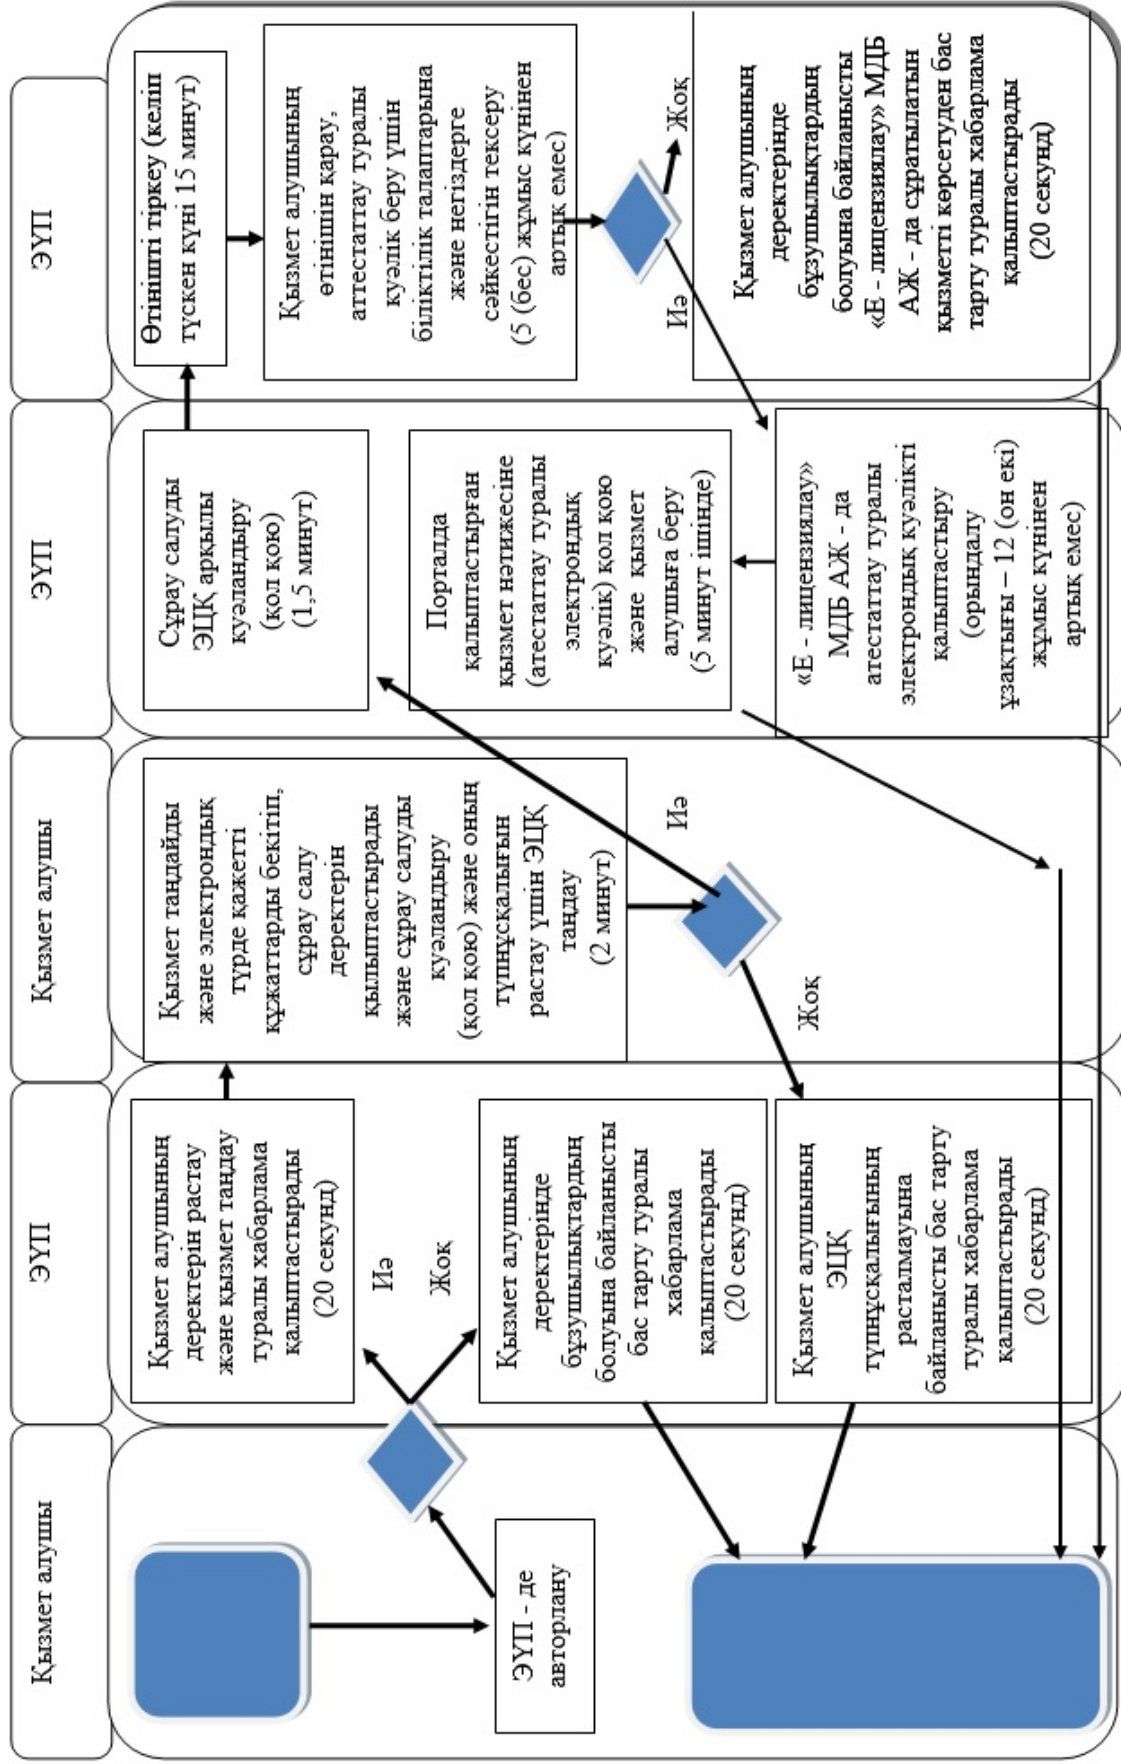 Қызмет алушы
ЭҮП
Қызмет алушы
ЭҮП
ЭҮП
ЭҮП - де
авторлану
Қызмет алушының
деректерін растау
және қызмет таңдау
туралы хабарлама
қалыптастырады
(20 секунд)
Иә
Жоқ
Қызмет алушының
деректерінде
бұзушылықтардың
болуына байланысты
бас тарту туралы
хабарлама
қалыптастырады
(20 секунд)
Қызмет алушының
ЭЦК
түпнұсқалығының
расталмауына
байланысты бас тарту
туралы хабарлама
қалыптастырады
(20 секунд)
Қызмет таңдайды
және электрондық
түрде қажетті
құжаттарды бекітіп,
сұрау салу
деректерін
қылыптастырады
және сұрау салуды
куәландыру
(қол қою) және оның
түпнұсқалығын
растау үшін ЭЦҚ
таңдау
(2 минут)
Иә
Жоқ
Сұрау салуды
ЭЦҚ арқылы
куәландыру
(қол қою)
(1,5 минут)
Порталда
қалыптастырған
қызмет нәтижесіне
(атестаттау туралы
электрондық
куәлік) қол қою
және қызмет
алушыға беру
(5 минут ішінде)
«Е - лицензиялау»
МДБ АЖ - да
атестаттау туралы
электрондық куәлікті
қалыптастыру
(орындалу
ұзақтығы – 12 (он екі)
жұмыс күнінен
артық емес)
Өтінішті тіркеу (келіп
түскен күні 15 минут)
Қызмет алушының
өтінішін қарау,
аттестаттау туралы
куәлік беру үшін
біліктілік талаптарына
және негіздерге
сәйкестігін тексеру
(5 (бес) жұмыс күнінен
артық емес)
Иә
Жоқ
Қызмет алушының
деректерінде
бұзушылықтардың
болуына байланысты
«Е - лицензиялау» МДБ
АЖ - да сұратылатын
қызметті көрсетуден бас
тарту туралы хабарлама
қалыптастырады
(20 секунд)